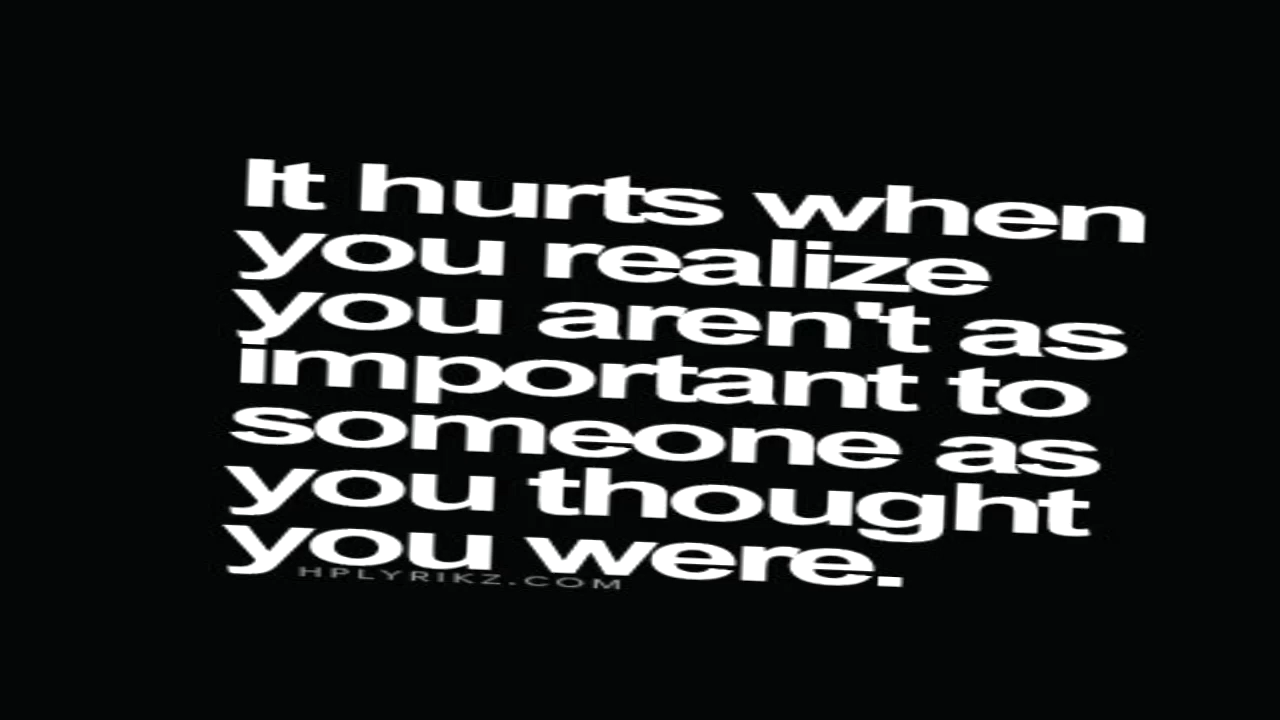 It hurts when
you realize
you aren't as
important to
someone as
you thought
you were.
HPLYRIKZ.COM